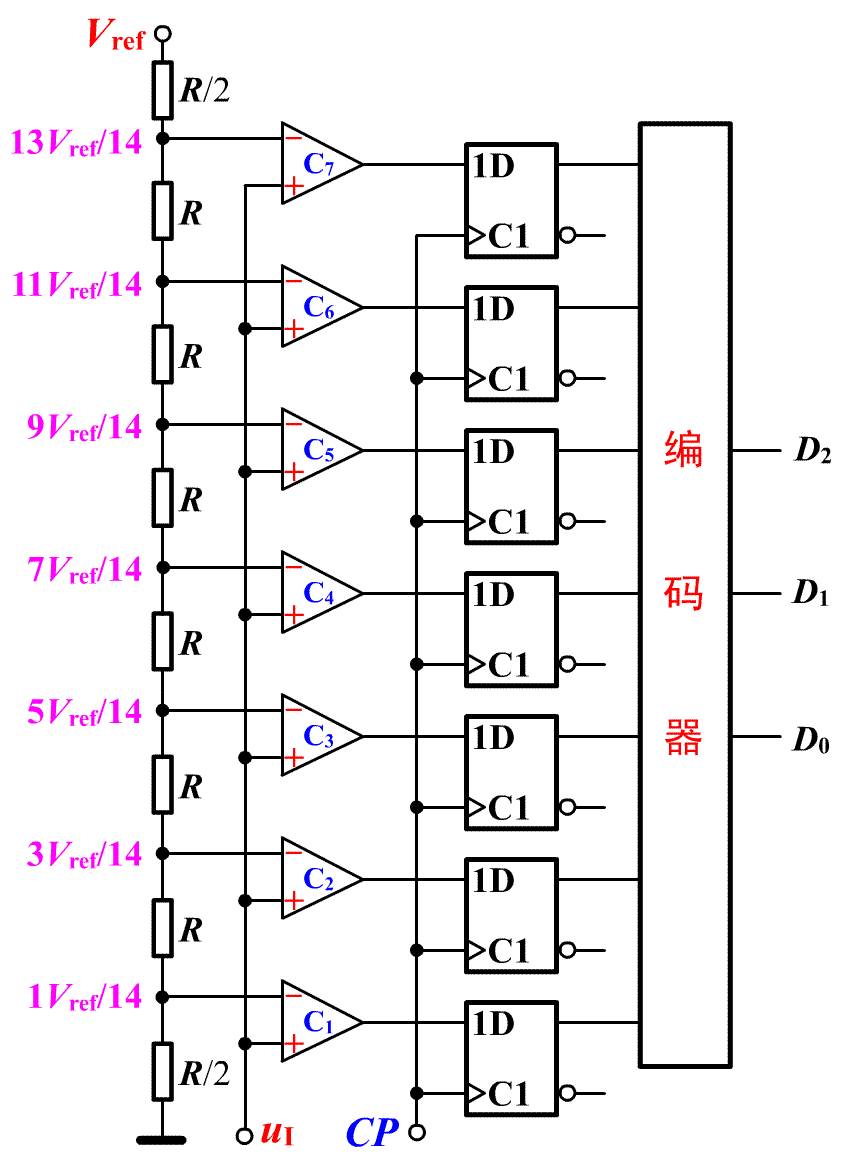 Vref
R/2
13Vref/14
C7
1D
C1
R
11Vref/14
C6
1D
C1
R
9Vref/14
C5
1D
C1
编
D2
R
7Vref/14
C4
1D
C1
码
D1
R
5Vref/14
C3
1D
C1
器
D0
R
3Vref/14
C2
1D
C1
R
1Vref/14
C1
1D
C1
R/2
uI
CP